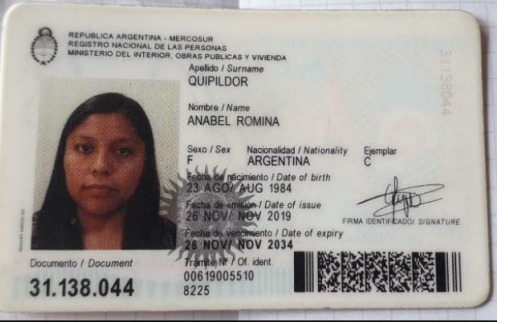 REPUBLICA ARGENTINA - MERCOSUR
REGISTRO NACIONAL DE LAS PERSONAS
MINISTERIO DEL INTERIOR, OBRAS PUBLICAS Y VIVIENDA
Apellido / Surname
QUIPILDOR
Nombre / Name
ANABEL ROMINA
Sexo / Sex Nacionalidad / Nationality Ejemplar
F ARGENTINA C
Fecha de nacimiento / Date of birth
23 AGO/ AUG 1984
Fecha de emisión / Date of issue
26 NOV/ NOV 2019
FIRMA IDENTIFICADO/ SIGNATURE
Fecha de vencimiento / Date of expiry
26 NOV/ NOV 2034
Documento / Document
31.138.044
Trámite Nº / Of. ident.
00619005510
8225
31138044